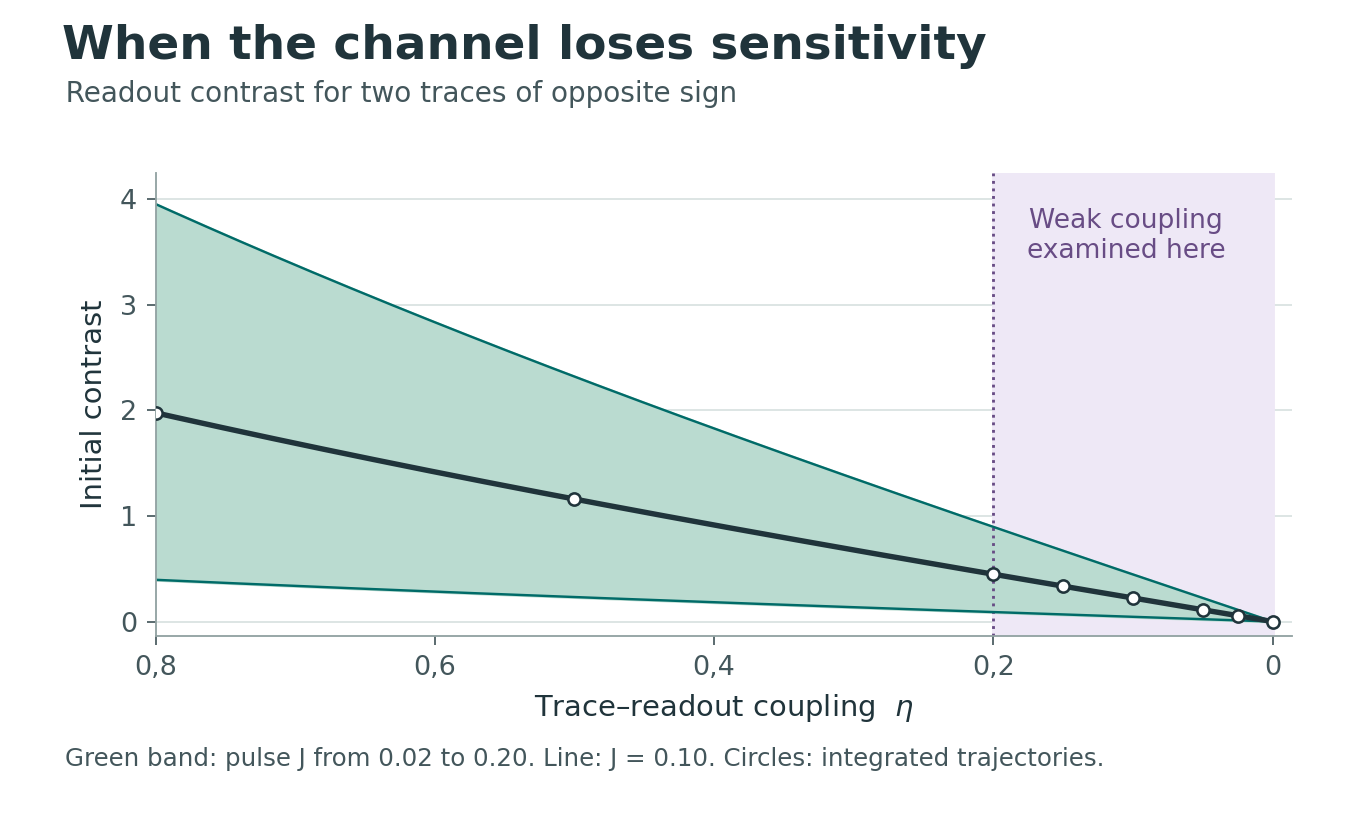 When the channel loses sensitivity
Readout contrast for two traces of opposite sign
Weak coupling
examined here
Initial contrast
4
3
2
1
0
0,8
0,6
0,4
0,2
0
Trace–readout coupling η
Green band: pulse J from 0.02 to 0.20. Line: J = 0.10. Circles: integrated trajectories.